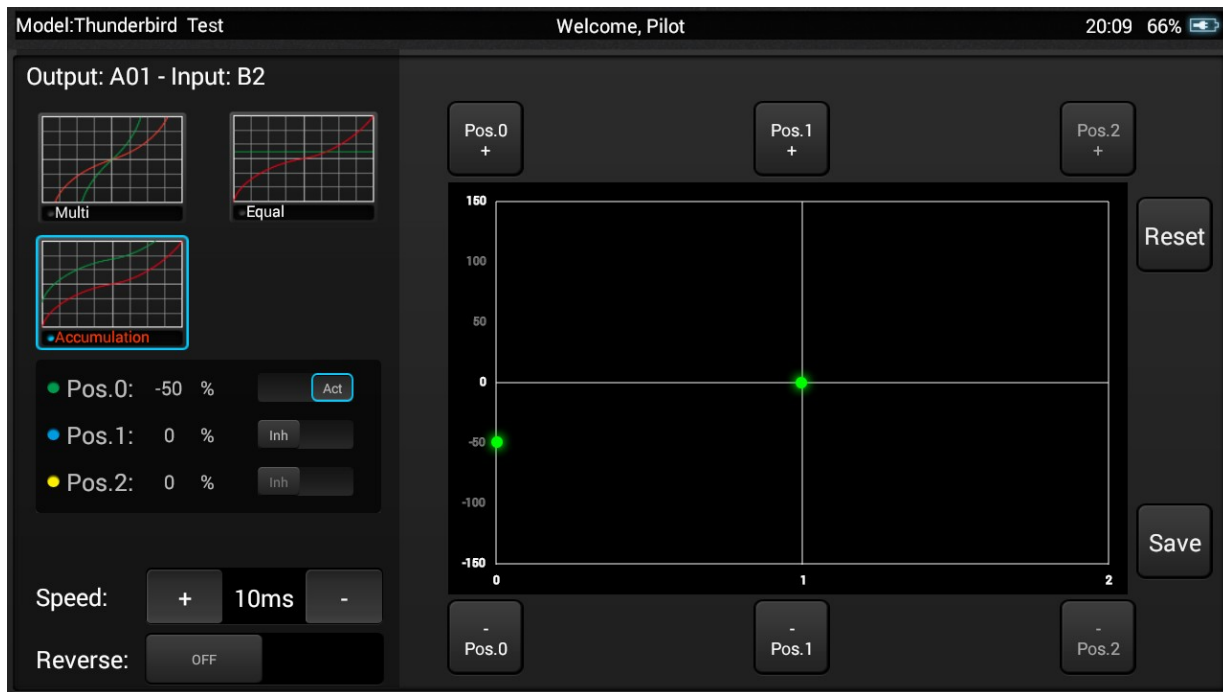 Model:Thunderbird Test
Welcome, Pilot
20:09 66%
Output: A01 - Input: B2
Multi
Equal
Accumulation
Pos.0: -50 % Act
Pos.1: 0 % Inh
Pos.2: 0 % Inh
Speed: + 10ms -
Reverse: OFF
Pos.0
+
Pos.1
+
Pos.2
+
150
100
50
0
-50
-100
-150
0 1 2
Reset
Save
-
Pos.0
-
Pos.1
-
Pos.2